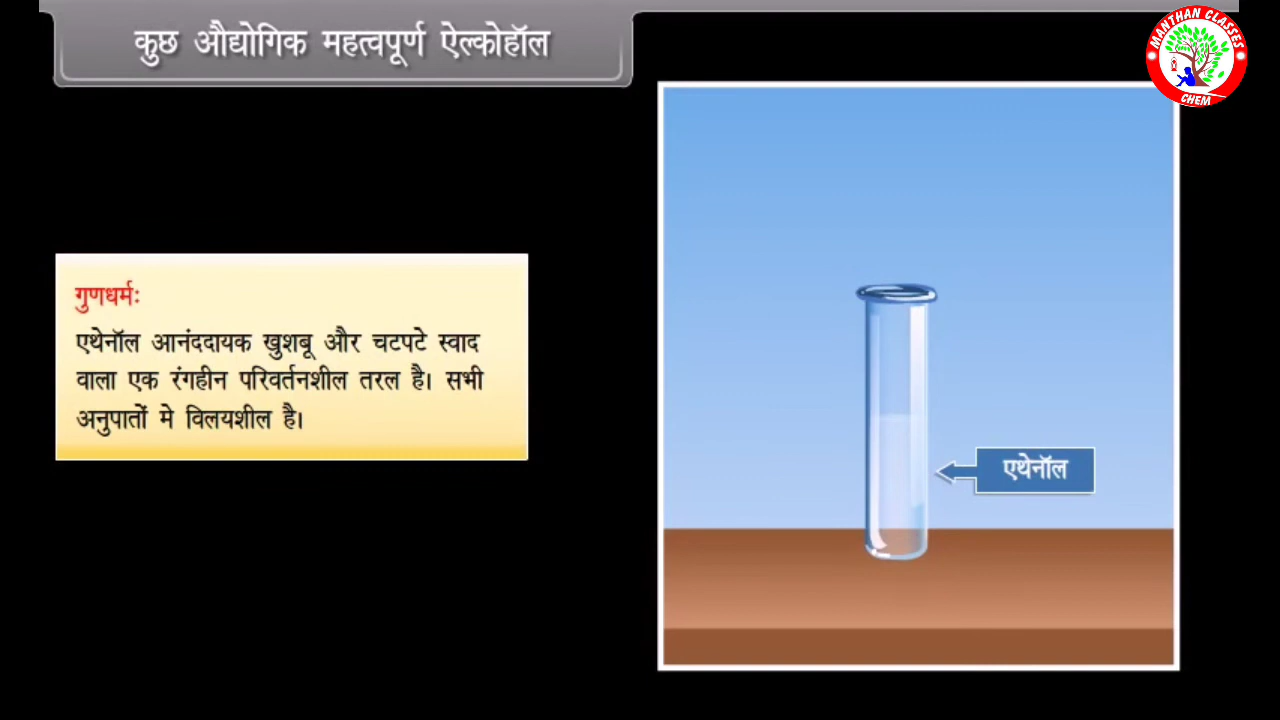 कुछ औद्योगिक महत्वपूर्ण ऐल्कोहॉल
MANTHAN CLASSES
CHEM
गुणधर्मः
एथेनॉल आनंददायक खुशबू और चटपटे स्वाद
वाला एक रंगहीन परिवर्तनशील तरल है। सभी
अनुपातों मे विलयशील है।
एथेनॉल